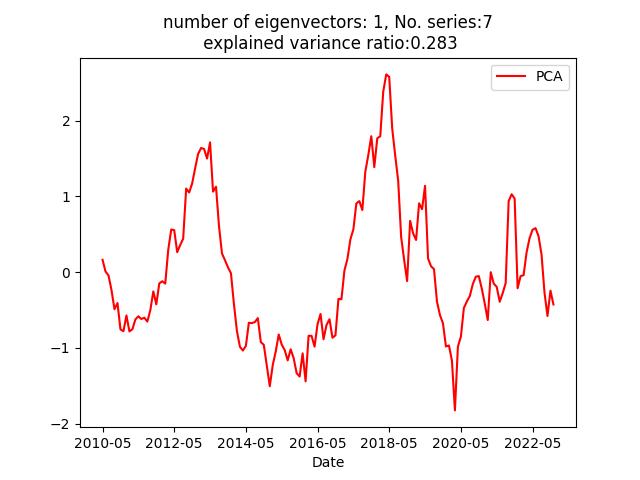 number of eigenvectors: 1, No. series:7
explained variance ratio:0.283
PCA
2
1
0
−1
−2
2010-05 2012-05 2014-05 2016-05 2018-05 2020-05 2022-05
Date